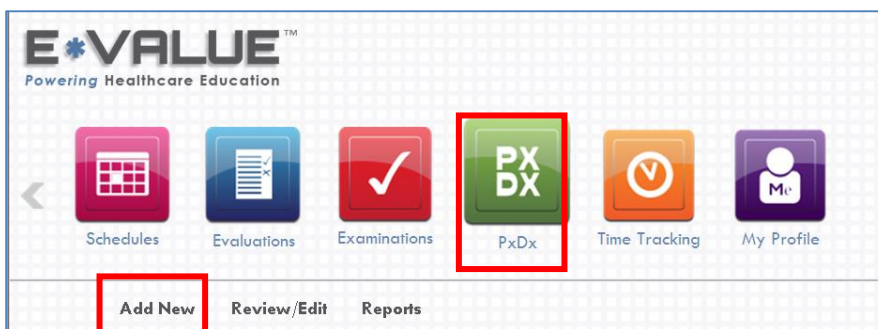 E*VALUE™
Powering Healthcare Education
PX
DX
Me
Schedules Evaluations Examinations PxDx Time Tracking My Profile
Add New Review/Edit Reports